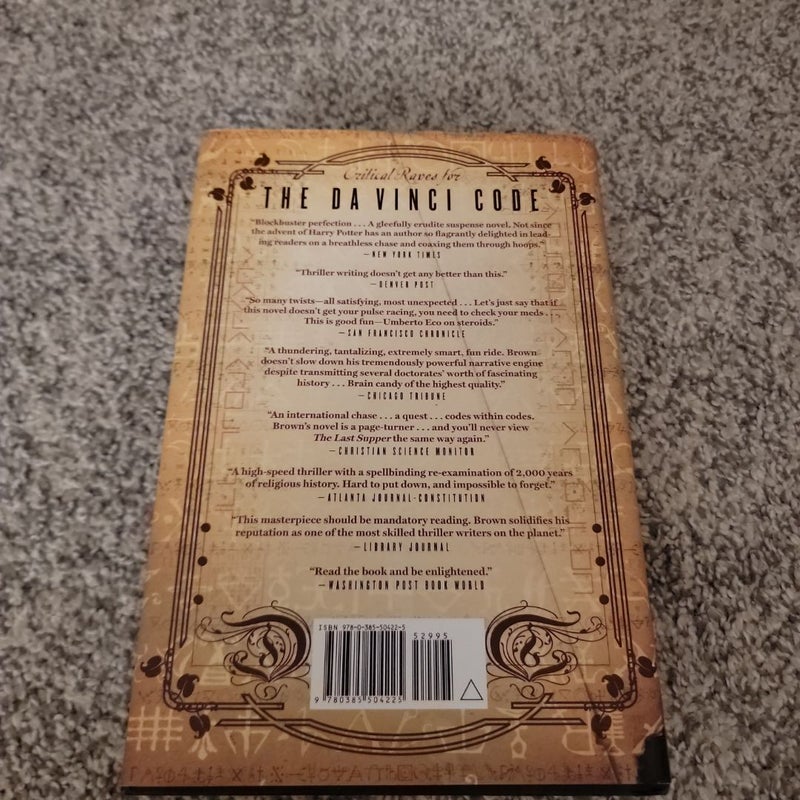 Critical Raves for
THE DA VINCI CODE
“Blockbuster perfection . . . A gleefully erudite suspense novel. Not since
the advent of Harry Potter has an author so flagrantly delighted in lead-
ing readers on a breathless chase and coaxing them through hoops.”
—NEW YORK TIMES
“Thriller writing doesn’t get any better than this.”
—DENVER POST
“So many twists—all satisfying, most unexpected . . . Let’s just say that if
this novel doesn’t get your pulse racing, you need to check your meds . . .
This is good fun—Umberto Eco on steroids.”
—SAN FRANCISCO CHRONICLE
“A thundering, tantalizing, extremely smart, fun ride. Brown
doesn’t slow down his tremendously powerful narrative engine
despite transmitting several doctorates’ worth of fascinating
history . . . Brain candy of the highest quality.”
—CHICAGO TRIBUNE
“An international chase . . . a quest . . . codes within codes.
Brown’s novel is a page-turner . . . and you’ll never view
The Last Supper the same way again.”
—CHRISTIAN SCIENCE MONITOR
“A high-speed thriller with a spellbinding re-examination of 2,000 years
of religious history. Hard to put down, and impossible to forget.”
—ATLANTA JOURNAL-CONSTITUTION
“This masterpiece should be mandatory reading. Brown solidifies his
reputation as one of the most skilled thriller writers on the planet.”
—LIBRARY JOURNAL
“Read the book and be enlightened.”
—WASHINGTON POST BOOK WORLD
ISBN 978-0-385-50422-5
52995
9 780385 504225